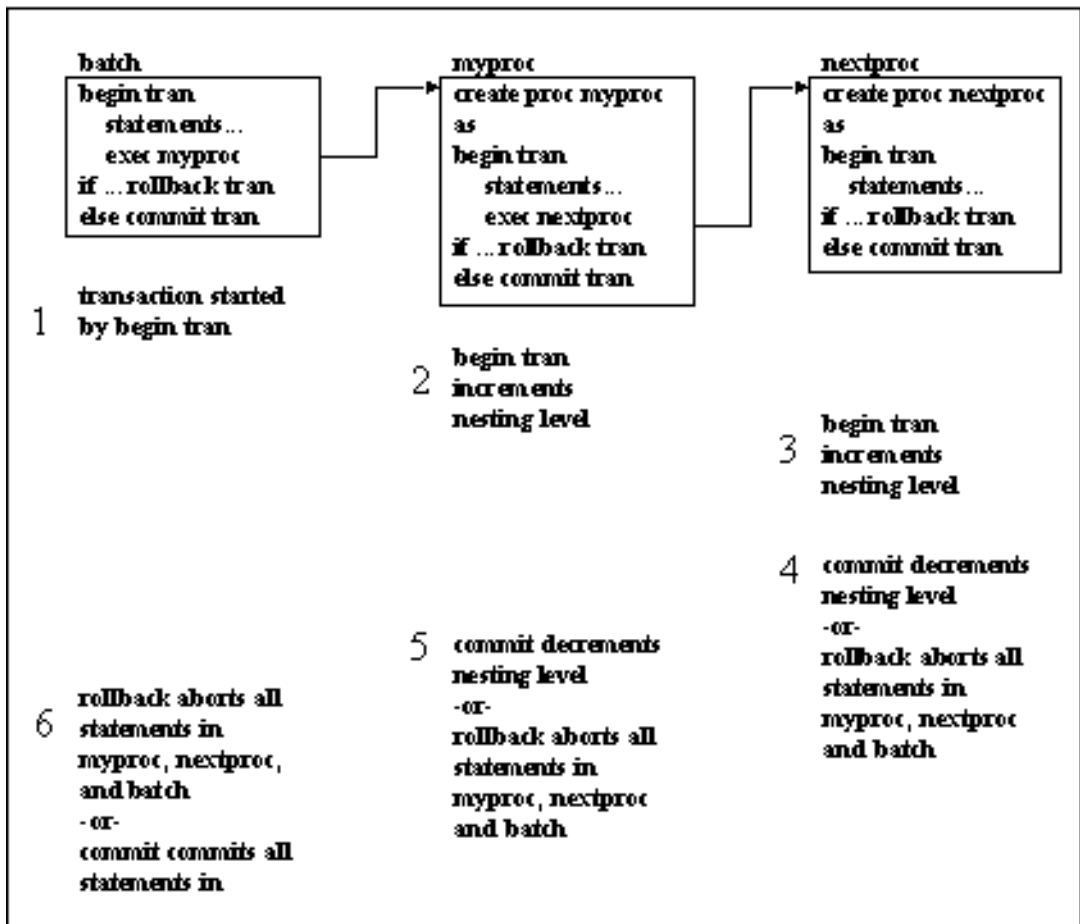 batch
begin tran
statements...
exec myproc
if ... rollback tran
else commit tran
myproc
create proc myproc
as
begin tran
statements...
exec nextproc
if ... rollback tran
else commit tran
nextproc
create proc nextproc
as
begin tran
statements...
if ... rollback tran
else commit tran
1
transaction started
by begin tran
2
begin tran
increments
nesting level
3
begin tran
increments
nesting level
4
commit decrements
nesting level
-or-
rollback aborts all
statements in
myproc, nextproc
and batch
5
commit decrements
nesting level
-or-
rollback aborts all
statements in
myproc, nextproc
and batch
6
rollback aborts all
statements in
myproc, nextproc,
and batch
-or-
commit commits all
statements in